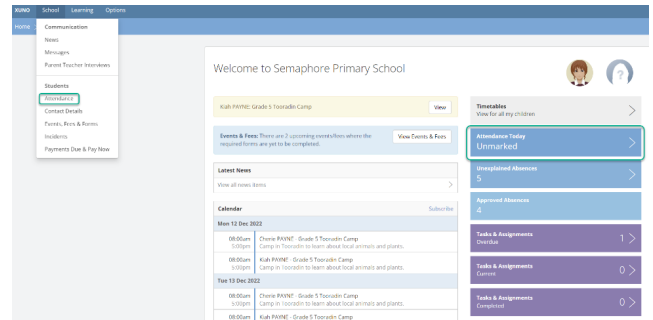 XUNO School Learning Options
Home
Communication
News
Messages
Parent Teacher Interviews
Students
Attendance
Contact Details
Events, Fees & Forms
Incidents
Payments Due & Pay Now
Welcome to Semaphore Primary School
?
Kiah PAYNE: Grade 5 Tooradin Camp
View
Events & Fees: There are 2 upcoming events/fees where the
required forms are yet to be completed.
View Events & Fees
Latest News
View all news items
Calendar
Subscribe
Mon 12 Dec 2022
08:00am Cherie PAYNE - Grade 5 Tooradin Camp
5:00pm Camp in Tooradin to learn about local animals and plants.
08:00am Kiah PAYNE - Grade 5 Tooradin Camp
5:00pm Camp in Tooradin to learn about local animals and plants.
Tue 13 Dec 2022
08:00am Cherie PAYNE - Grade 5 Tooradin Camp
5:00pm Camp in Tooradin to learn about local animals and plants.
08:00am Kiah PAYNE - Grade 5 Tooradin Camp
Timetables
View for all my children
Attendance Today
Unmarked
Unexplained Absences
5
Approved Absences
4
Tasks & Assignments
Overdue
1
Tasks & Assignments
Current
0
Tasks & Assignments
Completed
0